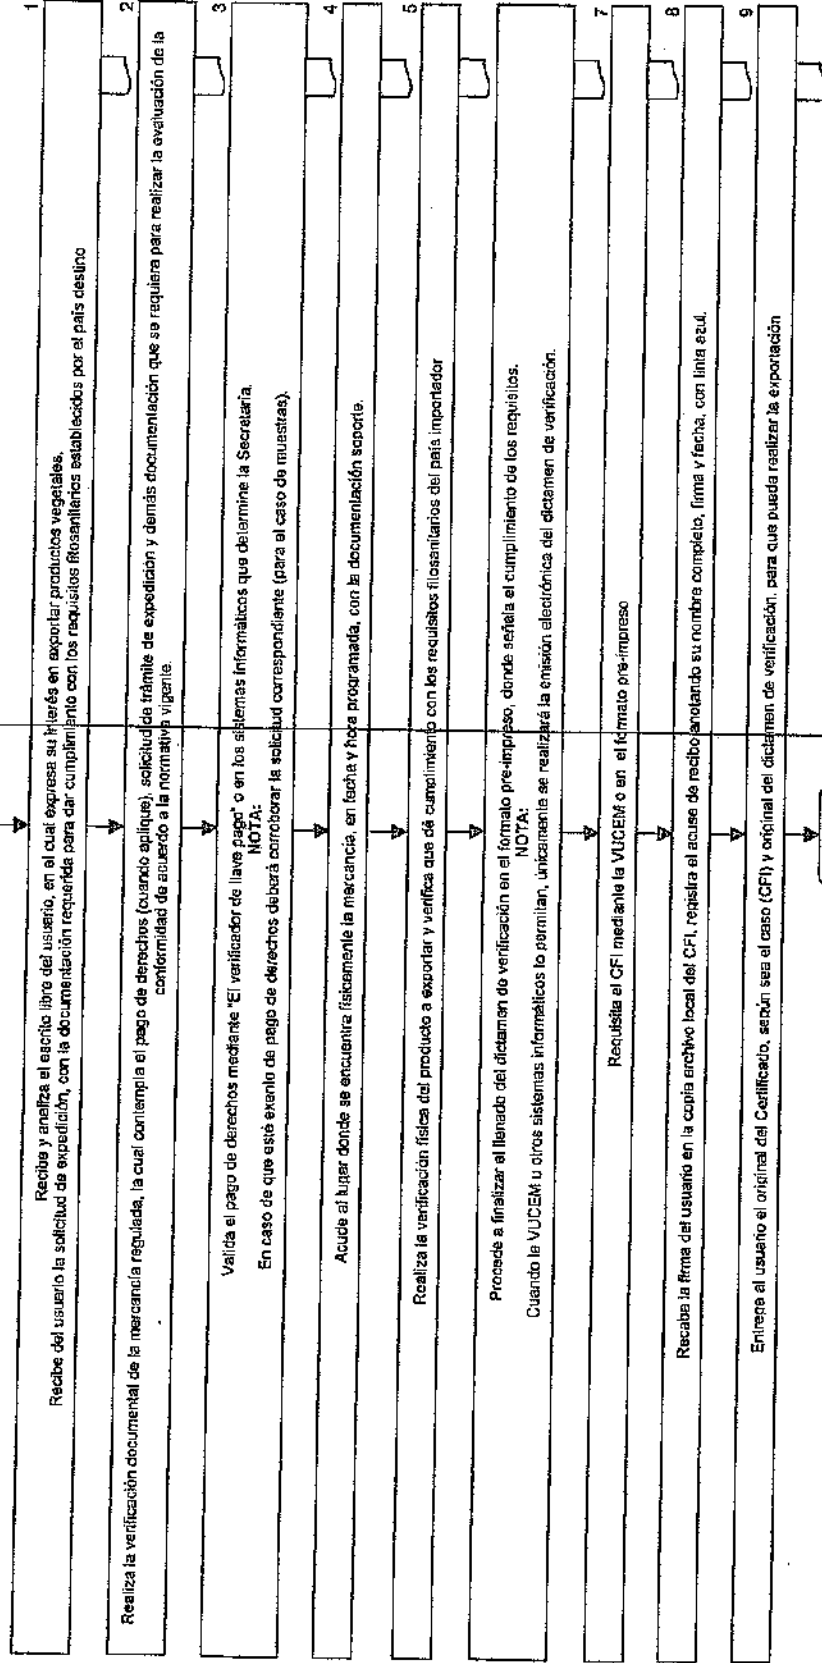 1
Recibe y analiza el escrito libre del usuario, en el cual expresa su interés en exportar productos vegetales.
Recibe del usuario la solicitud de expedición, con la documentación requerida para dar cumplimiento con los requisitos fitosanitarios establecidos por el país destino
2
Realiza la verificación documental de la mercancía regulada, la cual contempla el pago de derechos (cuando aplique), solicitud de trámite de expedición y demás documentación que se requiera para realizar la evaluación de la
conformidad de acuerdo a la normativa vigente.
3
Valida el pago de derechos mediante "El verificador de llave pago" o en los sistemas informáticos que determine la Secretaría.
NOTA:
En caso de que esté exento de pago de derechos deberá corroborar la solicitud correspondiente (para el caso de muestras).
4
Acude al lugar donde se encuentra físicamente la mercancía, en fecha y hora programada, con la documentación soporte.
5
Realiza la verificación física del producto a exportar y verifica que dé cumplimiento con los requisitos filosanitarios del país importador
Procede a finalizar el llenado del dictamen de verificación en el formato pre-impreso, donde señala el cumplimiento de los requisitos.
NOTA:
Cuando la VUCEM u otros sistemas informáticos lo permitan, únicamente se realizará la emisión electrónica del dictamen de verificación.
7
Requisita el CFI mediante la VUCEM o en el formato pre-impreso
8
Recaba la firma del usuario en la copia archivo local del CFI, registra el acuse de recibo anotando su nombre completo, firma y fecha, con tinta azul.
9
Entrega al usuario el original del Certificado, según sea el caso (CFI) y original del dictamen de verificación, para que pueda realizar la exportación